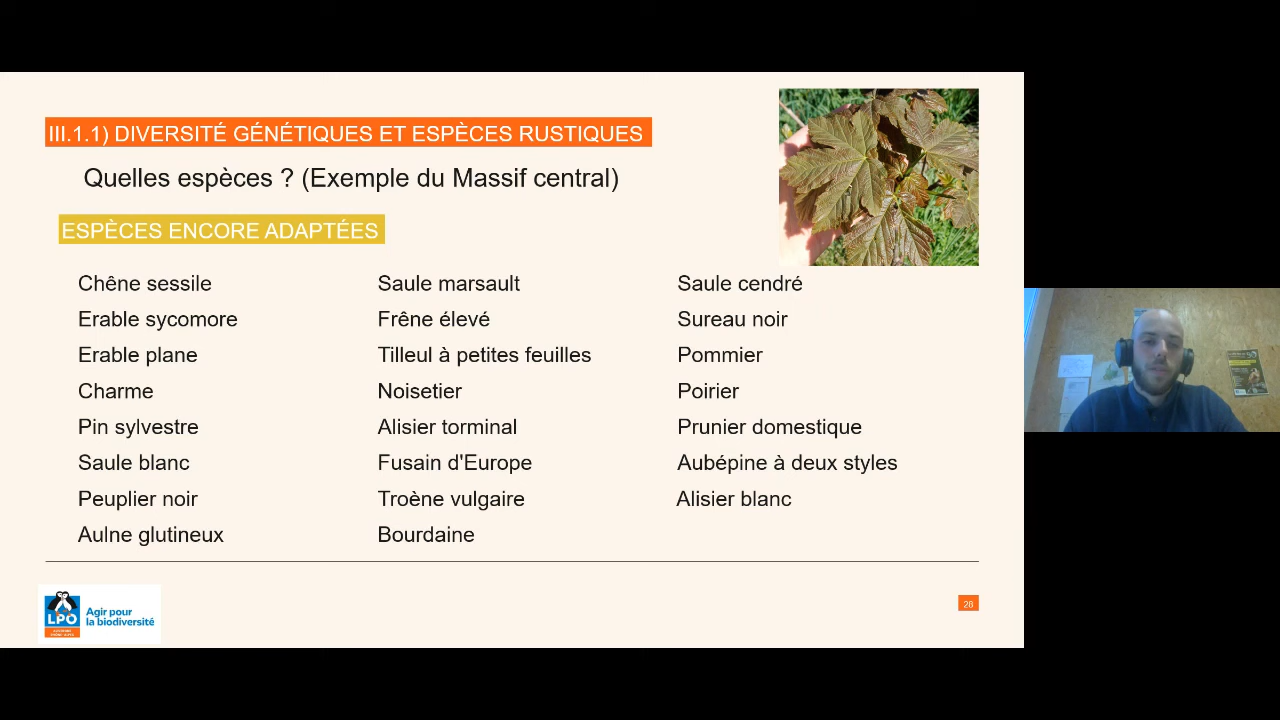 III.1.1) DIVERSITÉ GÉNÉTIQUES ET ESPÈCES RUSTIQUES
Quelles espèces ? (Exemple du Massif central)
ESPÈCES ENCORE ADAPTÉES
Chêne sessile
Erable sycomore
Erable plane
Charme
Pin sylvestre
Saule blanc
Peuplier noir
Aulne glutineux
Saule marsault
Frêne élevé
Tilleul à petites feuilles
Noisetier
Alisier torminal
Fusain d'Europe
Troène vulgaire
Bourdaine
Saule cendré
Sureau noir
Pommier
Poirier
Prunier domestique
Aubépine à deux styles
Alisier blanc
LPO
Agir pour
la biodiversité
28